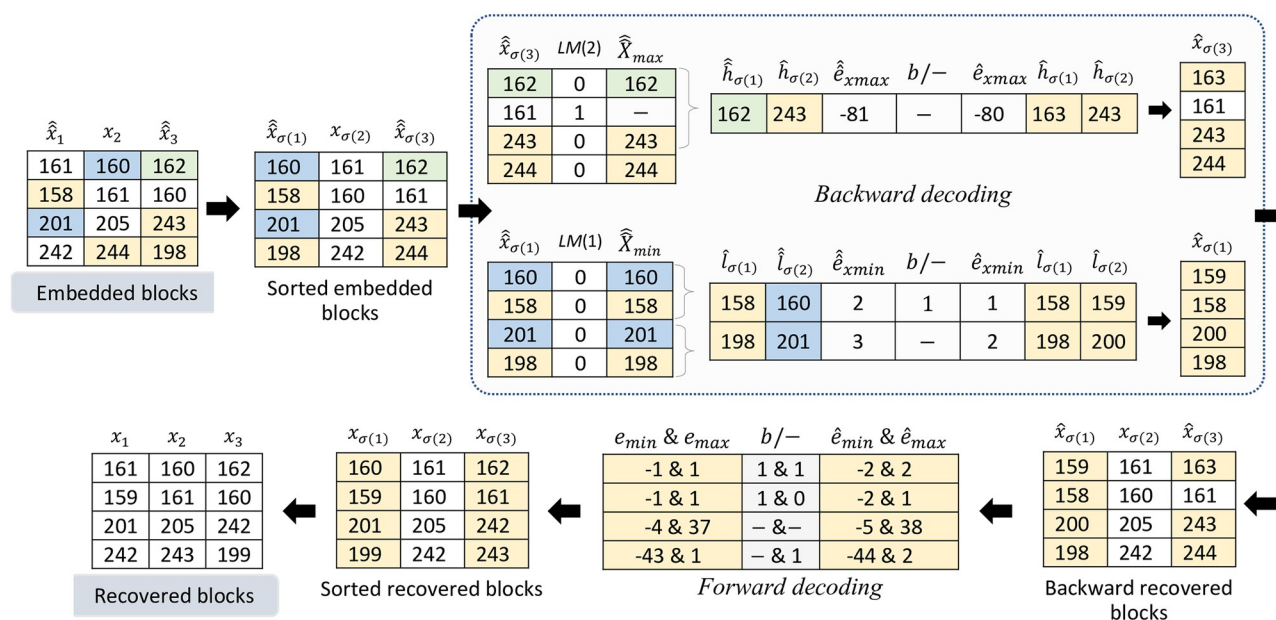 x̂̂₁ x₂ x̂̂₃
161 160 162
158 161 160
201 205 243
242 244 198
Embedded blocks
x̂̂σ(1) xσ(2) x̂̂σ(3)
160 161 162
158 160 161
201 205 243
198 242 244
Sorted embedded
blocks
x̂̂σ(3) LM(2) X̂̂max
162 0 162
161 1 –
243 0 243
244 0 244
ĥ̂σ(1) ĥσ(2) ê̂xmax b/− êxmax ĥσ(1) ĥσ(2)
162 243 -81 – -80 163 243
x̂σ(3)
163
161
243
244
Backward decoding
x̂̂σ(1) LM(1) X̂̂min
160 0 160
158 0 158
201 0 201
198 0 198
l̂σ(1) l̂̂σ(2) ê̂xmin b/− êxmin l̂σ(1) l̂σ(2)
158 160 2 1 1 158 159
198 201 3 – 2 198 200
x̂σ(1)
159
158
200
198
x₁ x₂ x₃
161 160 162
159 161 160
201 205 242
242 243 199
Recovered blocks
xσ(1) xσ(2) xσ(3)
160 161 162
159 160 161
201 205 242
199 242 243
Sorted recovered blocks
emin & emax b/− êmin & êmax
-1 & 1 1 & 1 -2 & 2
-1 & 1 1 & 0 -2 & 1
-4 & 37 – &– -5 & 38
-43 & 1 – & 1 -44 & 2
Forward decoding
x̂σ(1) xσ(2) x̂σ(3)
159 161 163
158 160 161
200 205 243
198 242 244
Backward recovered
blocks